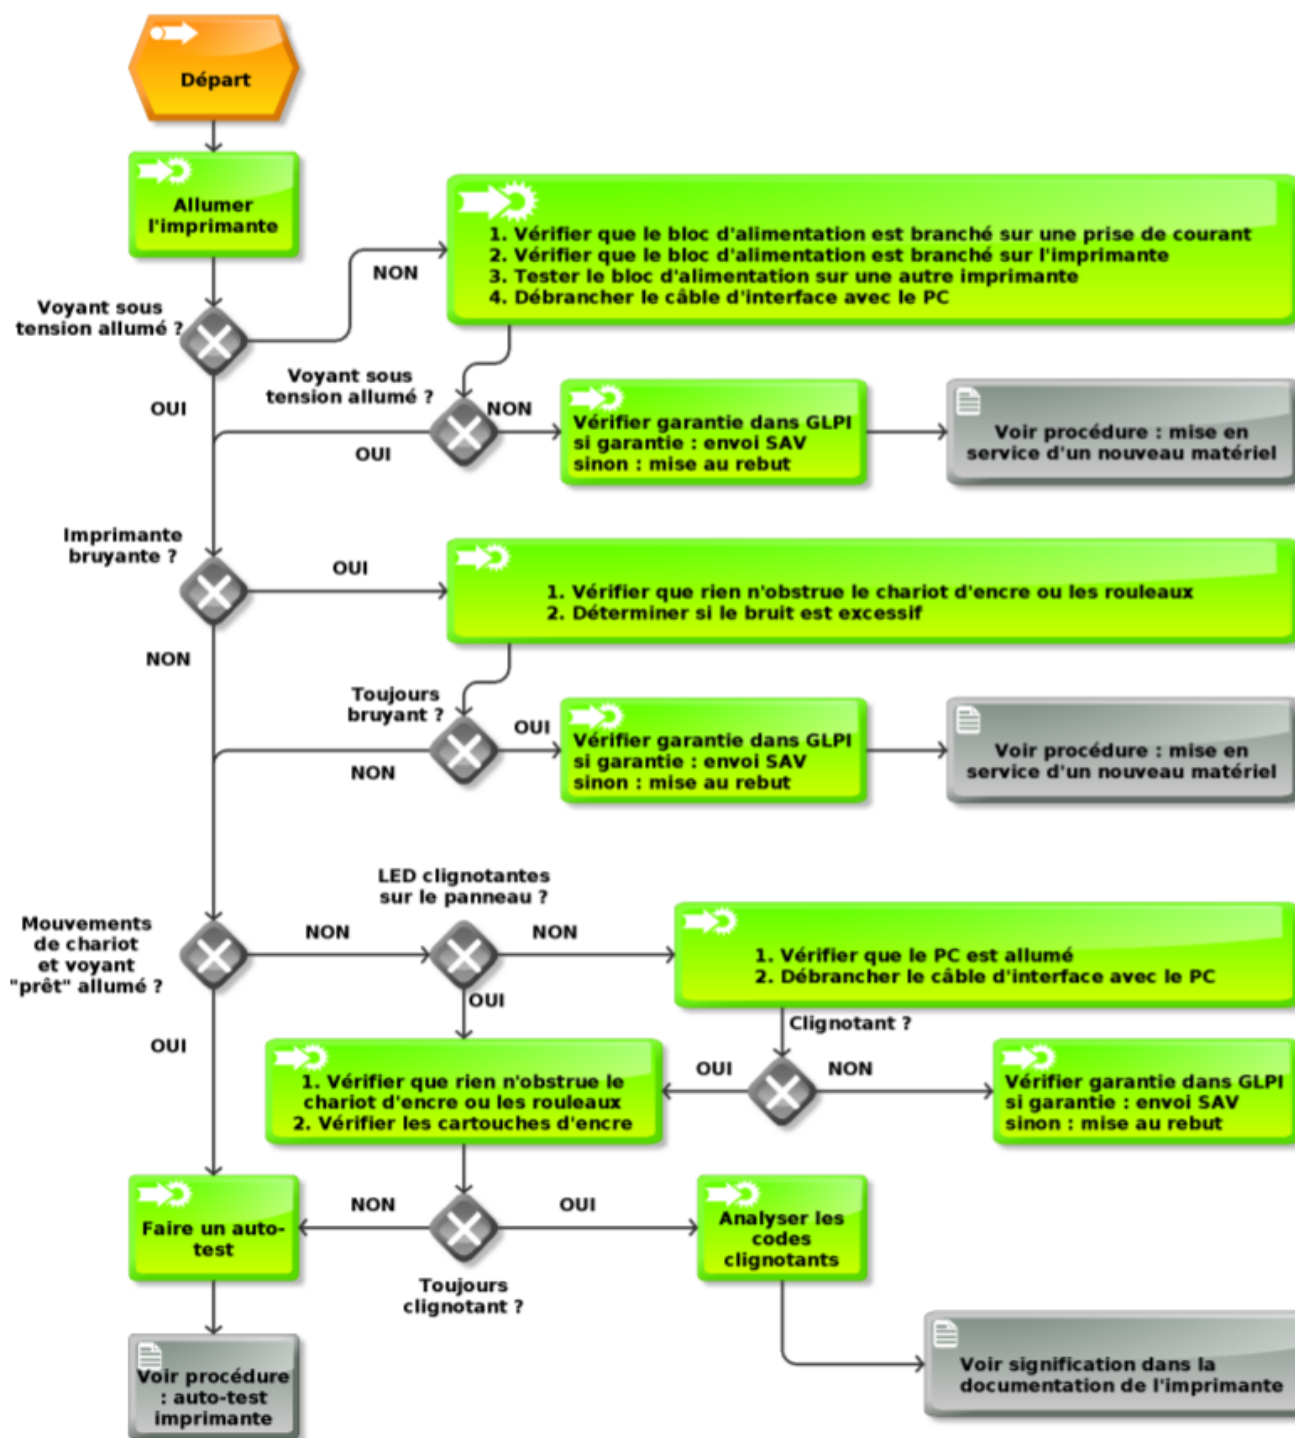 Départ
Allumer
l'imprimante
Voyant sous
tension allumé ?
NON
1. Vérifier que le bloc d'alimentation est branché sur une prise de courant
2. Vérifier que le bloc d'alimentation est branché sur l'imprimante
3. Tester le bloc d'alimentation sur une autre imprimante
4. Débrancher le câble d'interface avec le PC
OUI
Voyant sous
tension allumé ?
NON
OUI
Vérifier garantie dans GLPI
si garantie : envoi SAV
sinon : mise au rebut
Voir procédure : mise en
service d'un nouveau matériel
Imprimante
bruyante ?
OUI
1. Vérifier que rien n'obstrue le chariot d'encre ou les rouleaux
2. Déterminer si le bruit est excessif
NON
Toujours
bruyant ?
OUI
NON
Vérifier garantie dans GLPI
si garantie : envoi SAV
sinon : mise au rebut
Voir procédure : mise en
service d'un nouveau matériel
Mouvements
de chariot
et voyant
"prêt" allumé ?
NON
LED clignotantes
sur le panneau ?
NON
1. Vérifier que le PC est allumé
2. Débrancher le câble d'interface avec le PC
OUI
OUI
Clignotant ?
OUI
NON
1. Vérifier que rien n'obstrue le
chariot d'encre ou les rouleaux
2. Vérifier les cartouches d'encre
Vérifier garantie dans GLPI
si garantie : envoi SAV
sinon : mise au rebut
Faire un auto-
test
NON
OUI
Toujours
clignotant ?
Analyser les
codes
clignotants
Voir procédure
: auto-test
imprimante
Voir signification dans la
documentation de l'imprimante